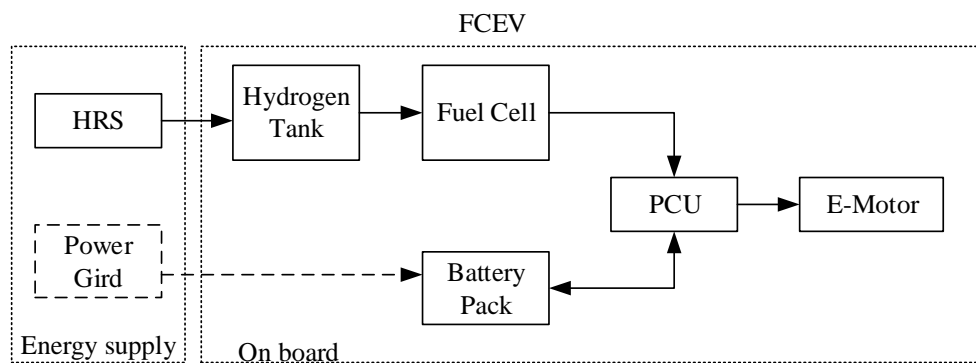 FCEV
HRS
Hydrogen
Tank
Fuel Cell
PCU
E-Motor
Power
Gird
Battery
Pack
Energy supply
On board